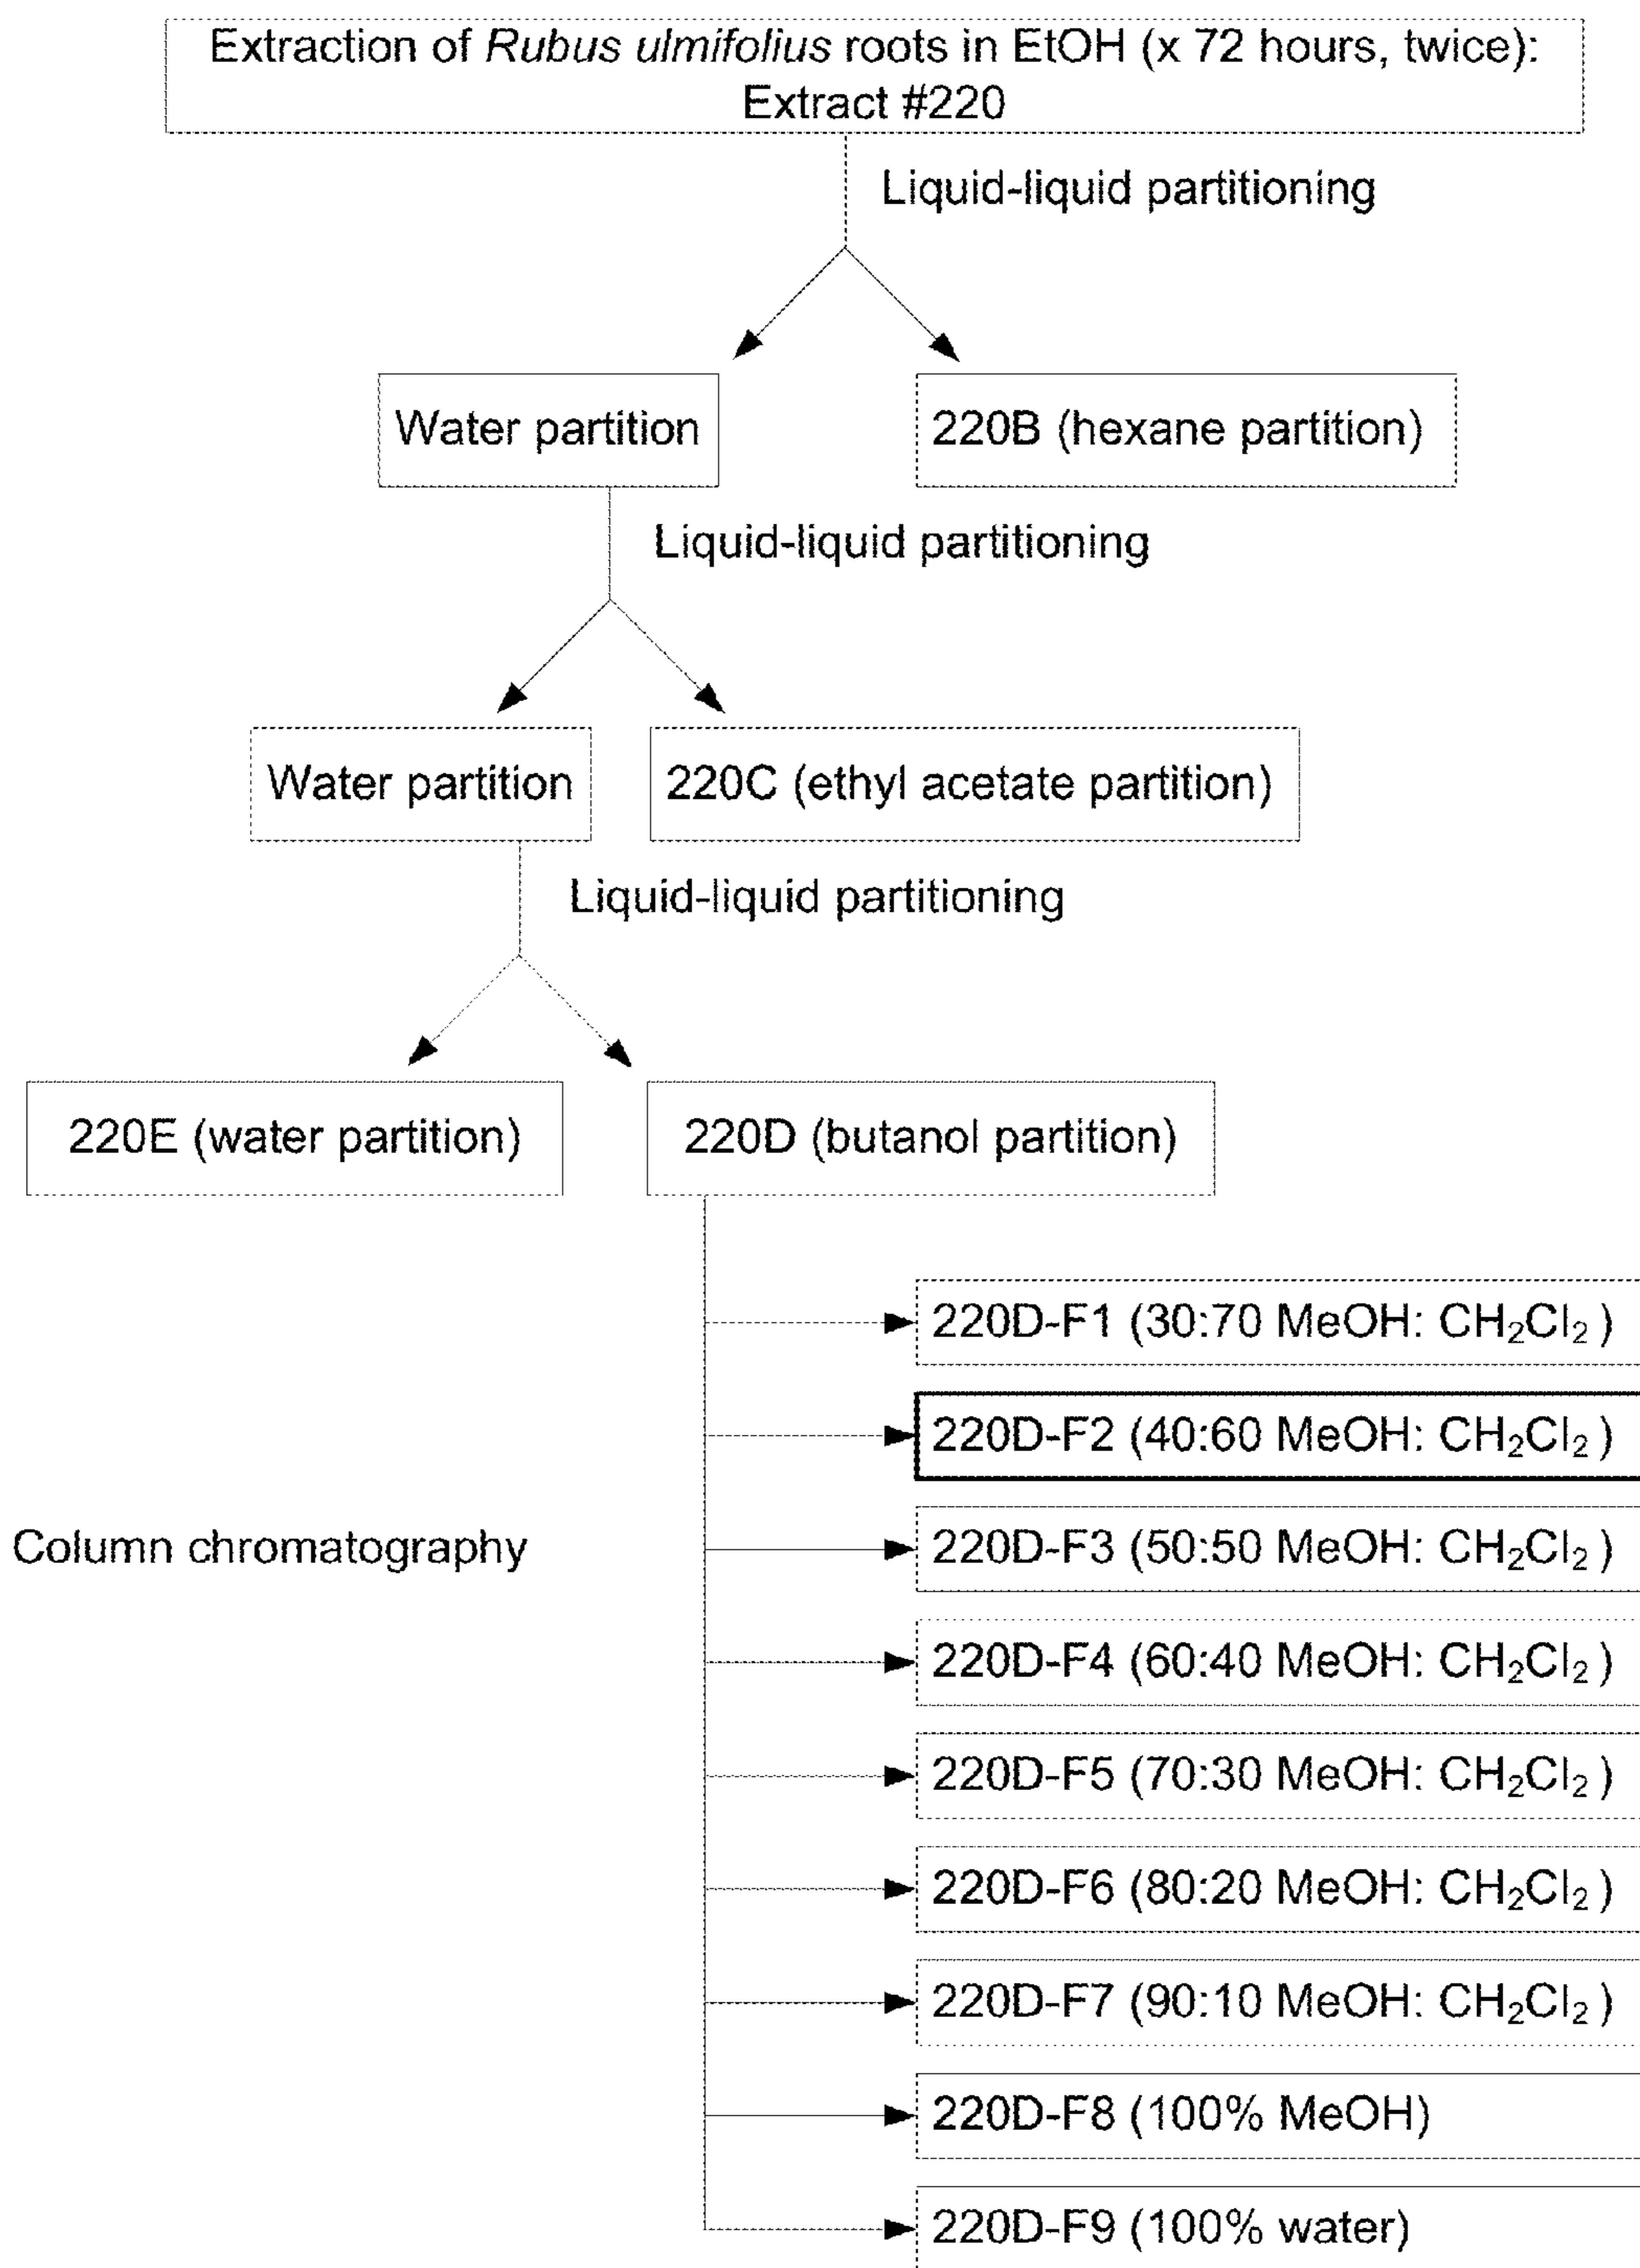 Extraction of Rubus ulmifolius roots in EtOH (x 72 hours, twice):
Extract #220
Liquid-liquid partitioning
Water partition
220B (hexane partition)
Liquid-liquid partitioning
Water partition
220C (ethyl acetate partition)
Liquid-liquid partitioning
220E (water partition)
220D (butanol partition)
220D-F1 (30:70 MeOH: CH₂Cl₂ )
220D-F2 (40:60 MeOH: CH₂Cl₂ )
Column chromatography
220D-F3 (50:50 MeOH: CH₂Cl₂ )
220D-F4 (60:40 MeOH: CH₂Cl₂ )
220D-F5 (70:30 MeOH: CH₂Cl₂ )
220D-F6 (80:20 MeOH: CH₂Cl₂ )
220D-F7 (90:10 MeOH: CH₂Cl₂ )
220D-F8 (100% MeOH)
220D-F9 (100% water)